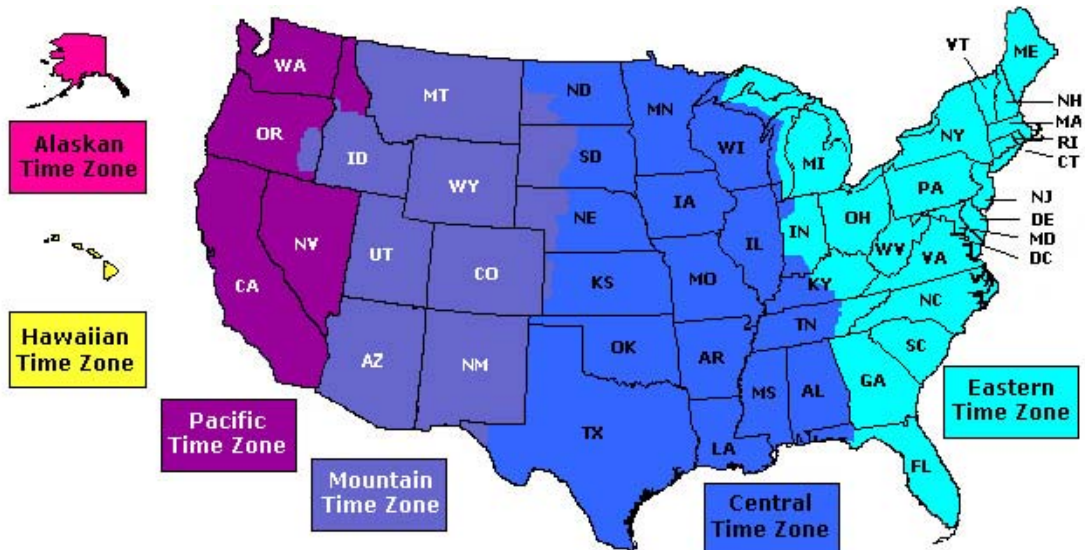 VT
ME
WA
MT
ND
MN
NH
MA
OR
NY
RI
CT
Alaskan
Time Zone
ID
SD
WI
MI
WY
PA
NJ
NE
IA
OH
DE
NV
IL
IN
WV
MD
UT
CO
VA
DC
CA
KS
MO
KY
NC
TN
Hawaiian
Time Zone
AZ
NM
OK
AR
SC
MS
AL
GA
Eastern
Time Zone
Pacific
Time Zone
TX
LA
FL
Mountain
Time Zone
Central
Time Zone